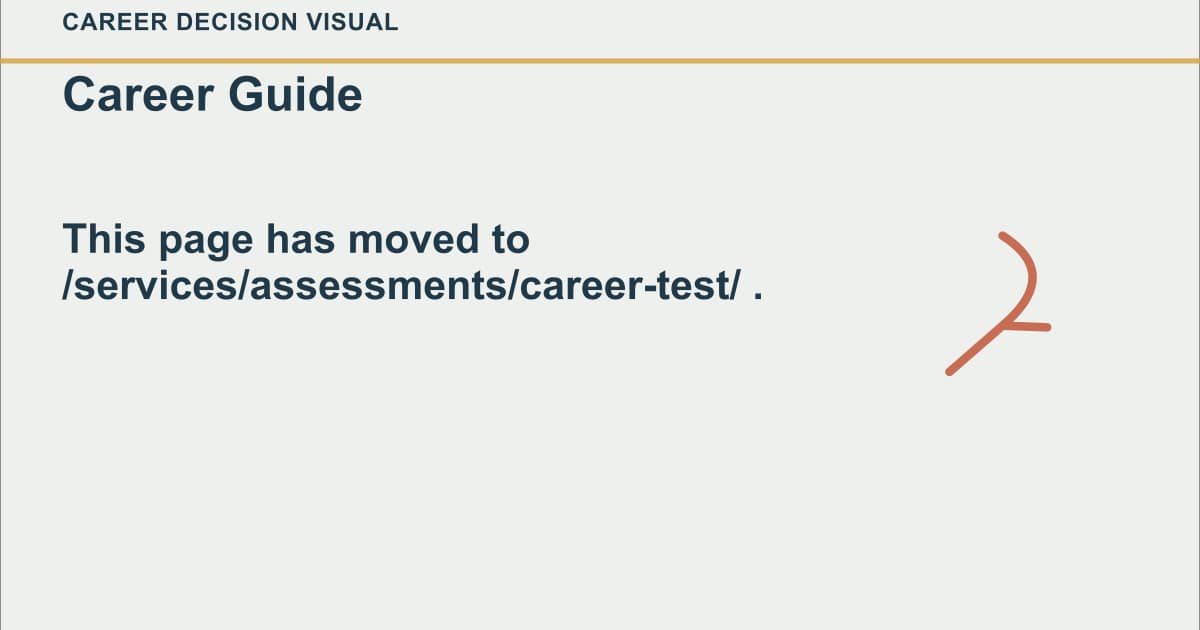 CAREER DECISION VISUAL
Career Guide
This page has moved to
/services/assessments/career-test/ .